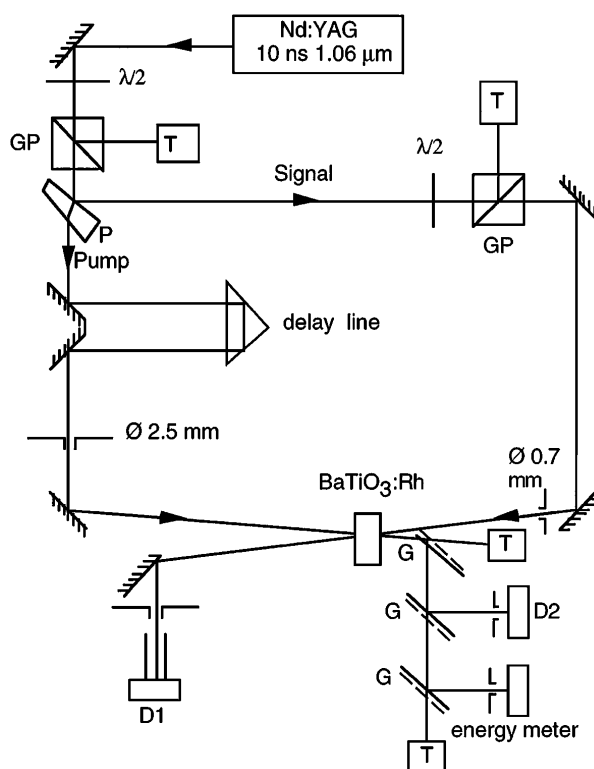 Nd:YAG
10 ns 1.06 μm
λ/2
GP
T
T
λ/2
Signal
GP
P
Pump
delay line
Ø 2.5 mm
Ø 0.7
mm
BaTiO3:Rh
T
G
G
D2
G
D1
energy meter
T